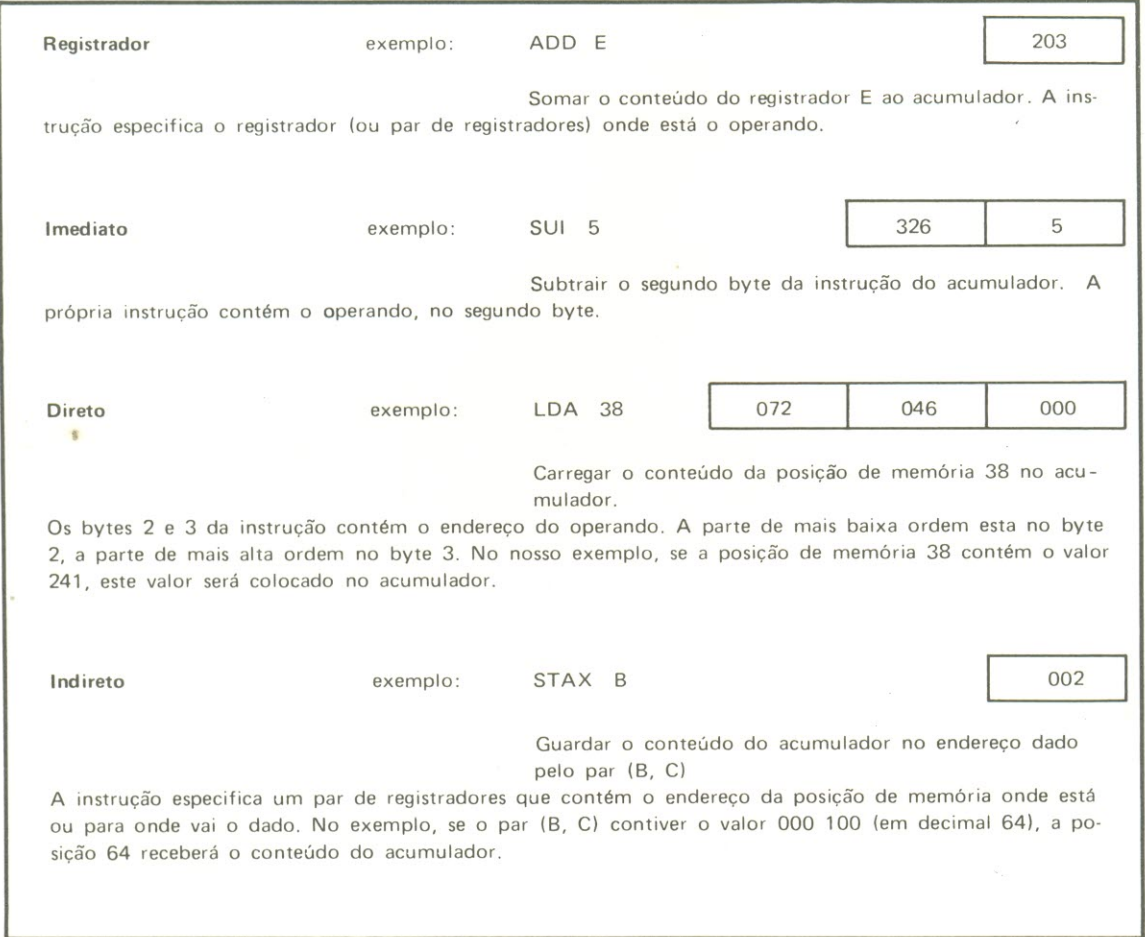 Registrador exemplo: ADD E 203
Somar o conteúdo do registrador E ao acumulador. A ins-
trução especifica o registrador (ou par de registradores) onde está o operando.
Imediato exemplo: SUI 5 326 5
Subtrair o segundo byte da instrução do acumulador. A
própria instrução contém o operando, no segundo byte.
Direto exemplo: LDA 38 072 046 000
Carregar o conteúdo da posição de memória 38 no acu-
mulador.
Os bytes 2 e 3 da instrução contém o endereço do operando. A parte de mais baixa ordem esta no byte
2, a parte de mais alta ordem no byte 3. No nosso exemplo, se a posição de memória 38 contém o valor
241, este valor será colocado no acumulador.
Indireto exemplo: STAX B 002
Guardar o conteúdo do acumulador no endereço dado
pelo par (B, C)
A instrução especifica um par de registradores que contém o endereço da posição de memória onde está
ou para onde vai o dado. No exemplo, se o par (B, C) contiver o valor 000 100 (em decimal 64), a po-
sição 64 receberá o conteúdo do acumulador.